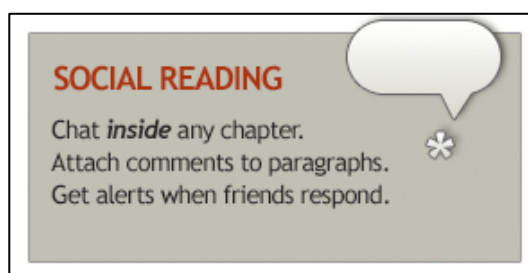 SOCIAL READING
*
Chat inside any chapter.
Attach comments to paragraphs.
Get alerts when friends respond.